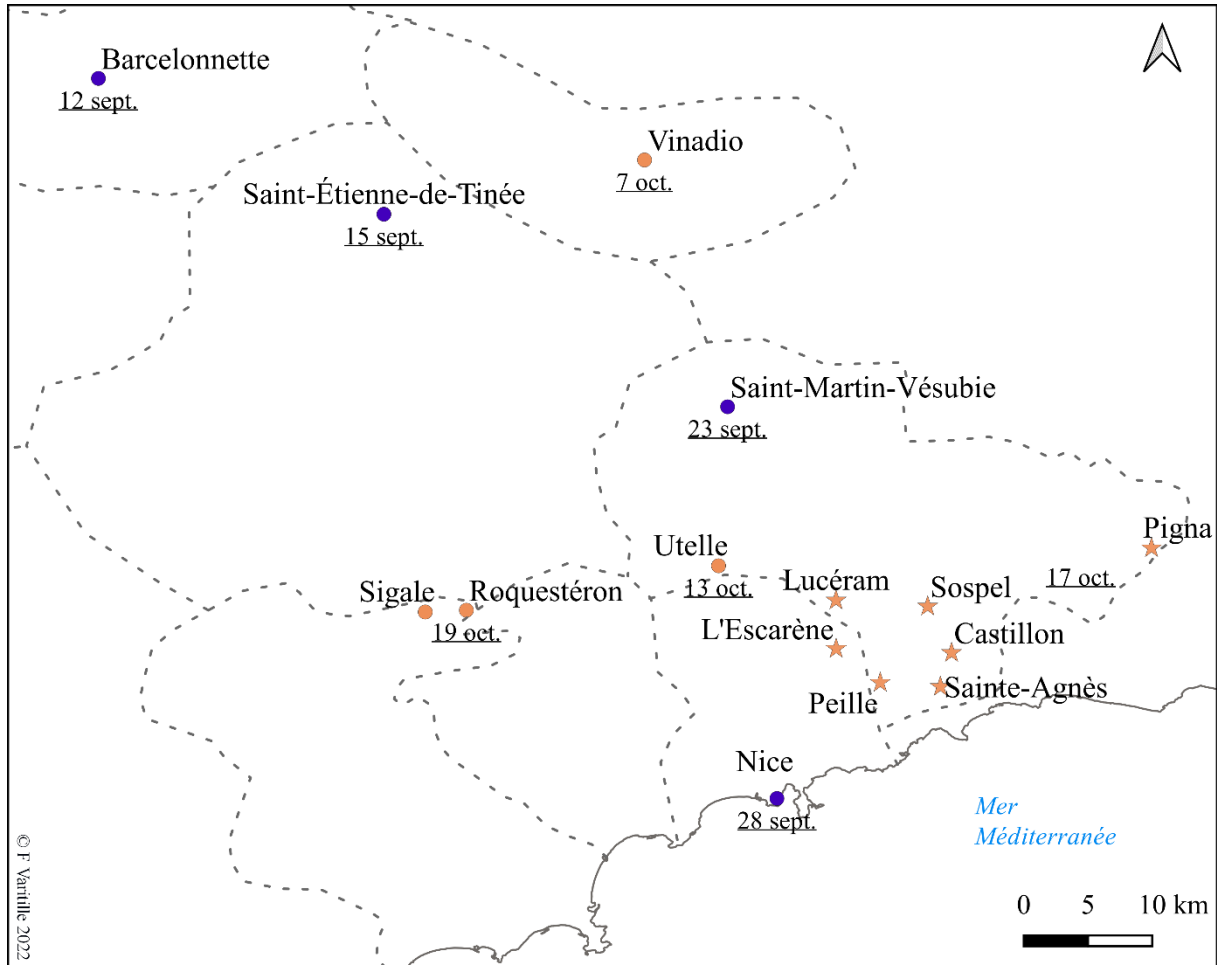 Barcelonnette
12 sept.
Vinadio
7 oct.
Saint-Étienne-de-Tinée
15 sept.
Saint-Martin-Vésubie
23 sept.
Pigna
17 oct.
Utelle
13 oct.
Lucéram
Sospel
Sigale
Roquestéron
19 oct.
L'Escarène
Castillon
Peille
Sainte-Agnès
Nice
28 sept.
Mer
Méditerranée
0 5 10 km
© F Varitille 2022